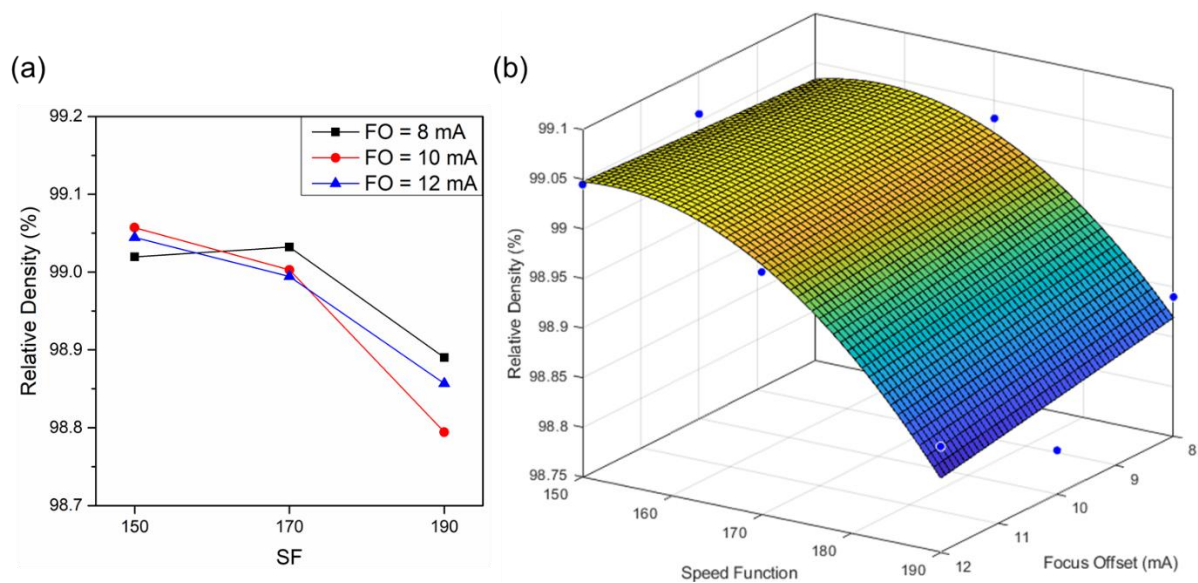 (a)
99.2
99.1
99.0
98.9
98.8
98.7
Relative Density (%)
FO = 8 mA
FO = 10 mA
FO = 12 mA
150
170
190
SF
(b)
99.1
99.05
99
98.95
98.9
98.85
98.8
98.75
Relative Density (%)
150
160
170
180
190
Speed Function
12
11
10
9
8
Focus Offset (mA)